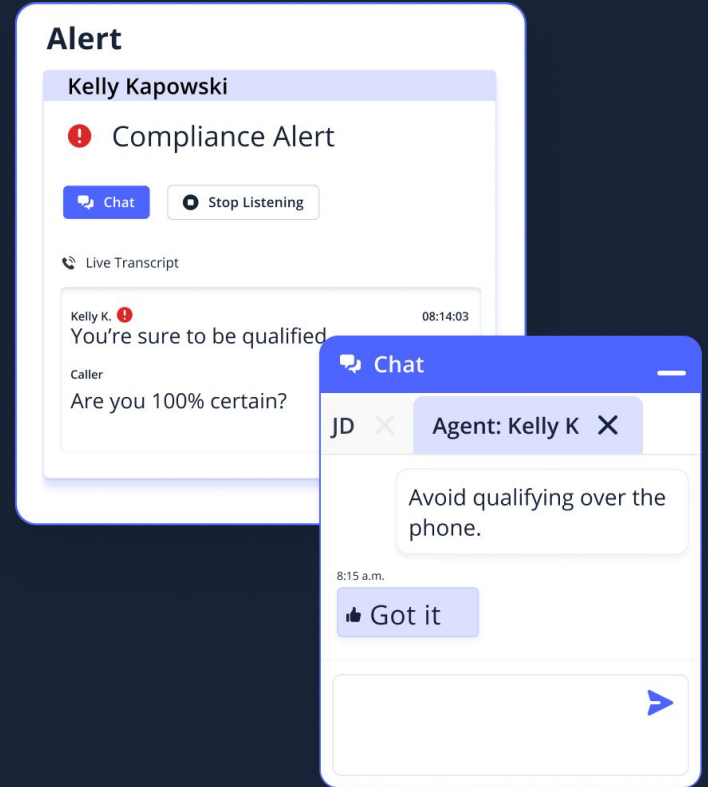 Alert
Kelly Kapowski
Compliance Alert
Chat
Stop Listening
Live Transcript
Kelly K.
08:14:03
You're sure to be qualified
Caller
Are you 100% certain?
Chat
JD
Agent: Kelly K
Avoid qualifying over the
phone.
8:15 a.m.
Got it